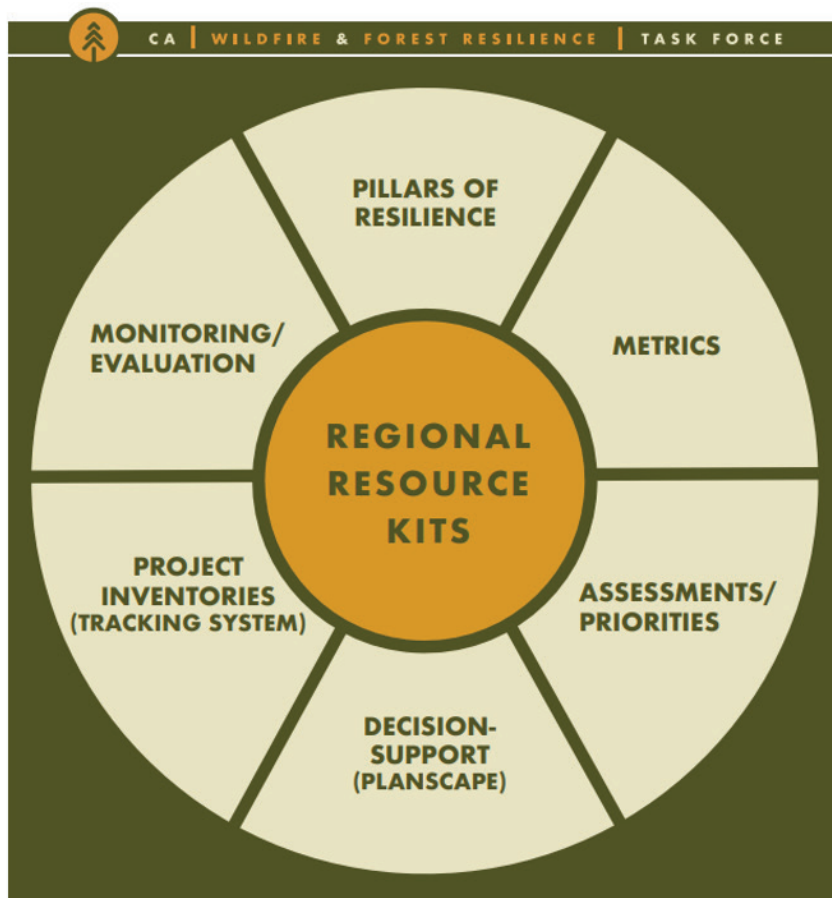 CA | WILDFIRE & FOREST RESILIENCE | TASK FORCE
PILLARS OF
RESILIENCE
METRICS
ASSESSMENTS/
PRIORITIES
DECISION-
SUPPORT
(PLANSCAPE)
PROJECT
INVENTORIES
(TRACKING SYSTEM)
MONITORING/
EVALUATION
REGIONAL
RESOURCE
KITS